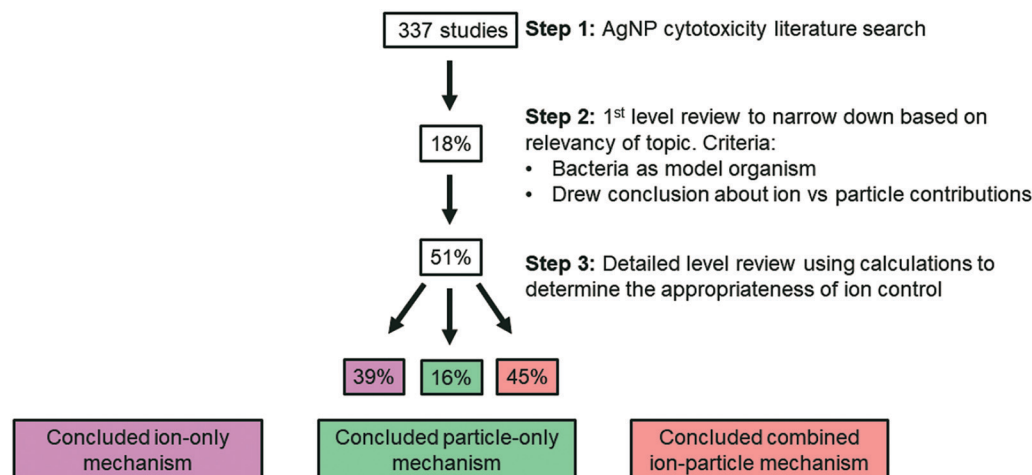 337 studies
Step 1: AgNP cytotoxicity literature search
18%
Step 2: 1st level review to narrow down based on
relevancy of topic. Criteria:
• Bacteria as model organism
• Drew conclusion about ion vs particle contributions
51%
Step 3: Detailed level review using calculations to
determine the appropriateness of ion control
39%
16%
45%
Concluded ion-only
mechanism
Concluded particle-only
mechanism
Concluded combined
ion-particle mechanism